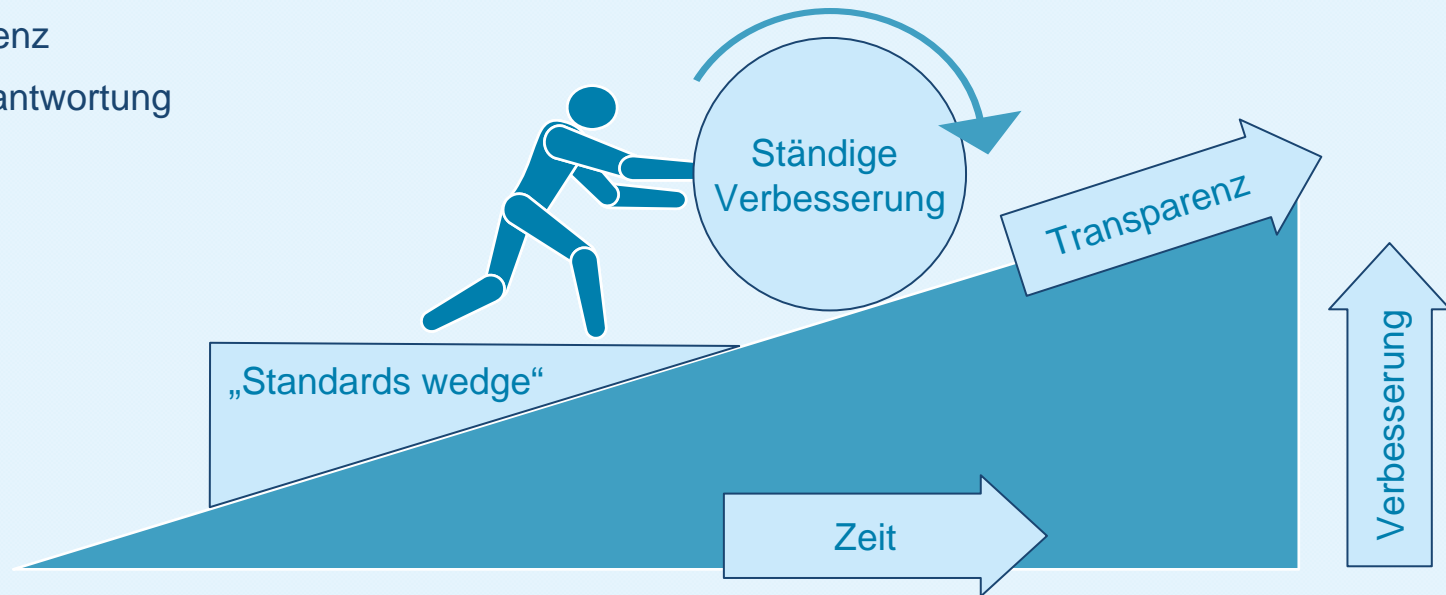 enz
antwortung
Ständige
Verbesserung
Transparenz
„Standards wedge“
Verbesserung
Zeit